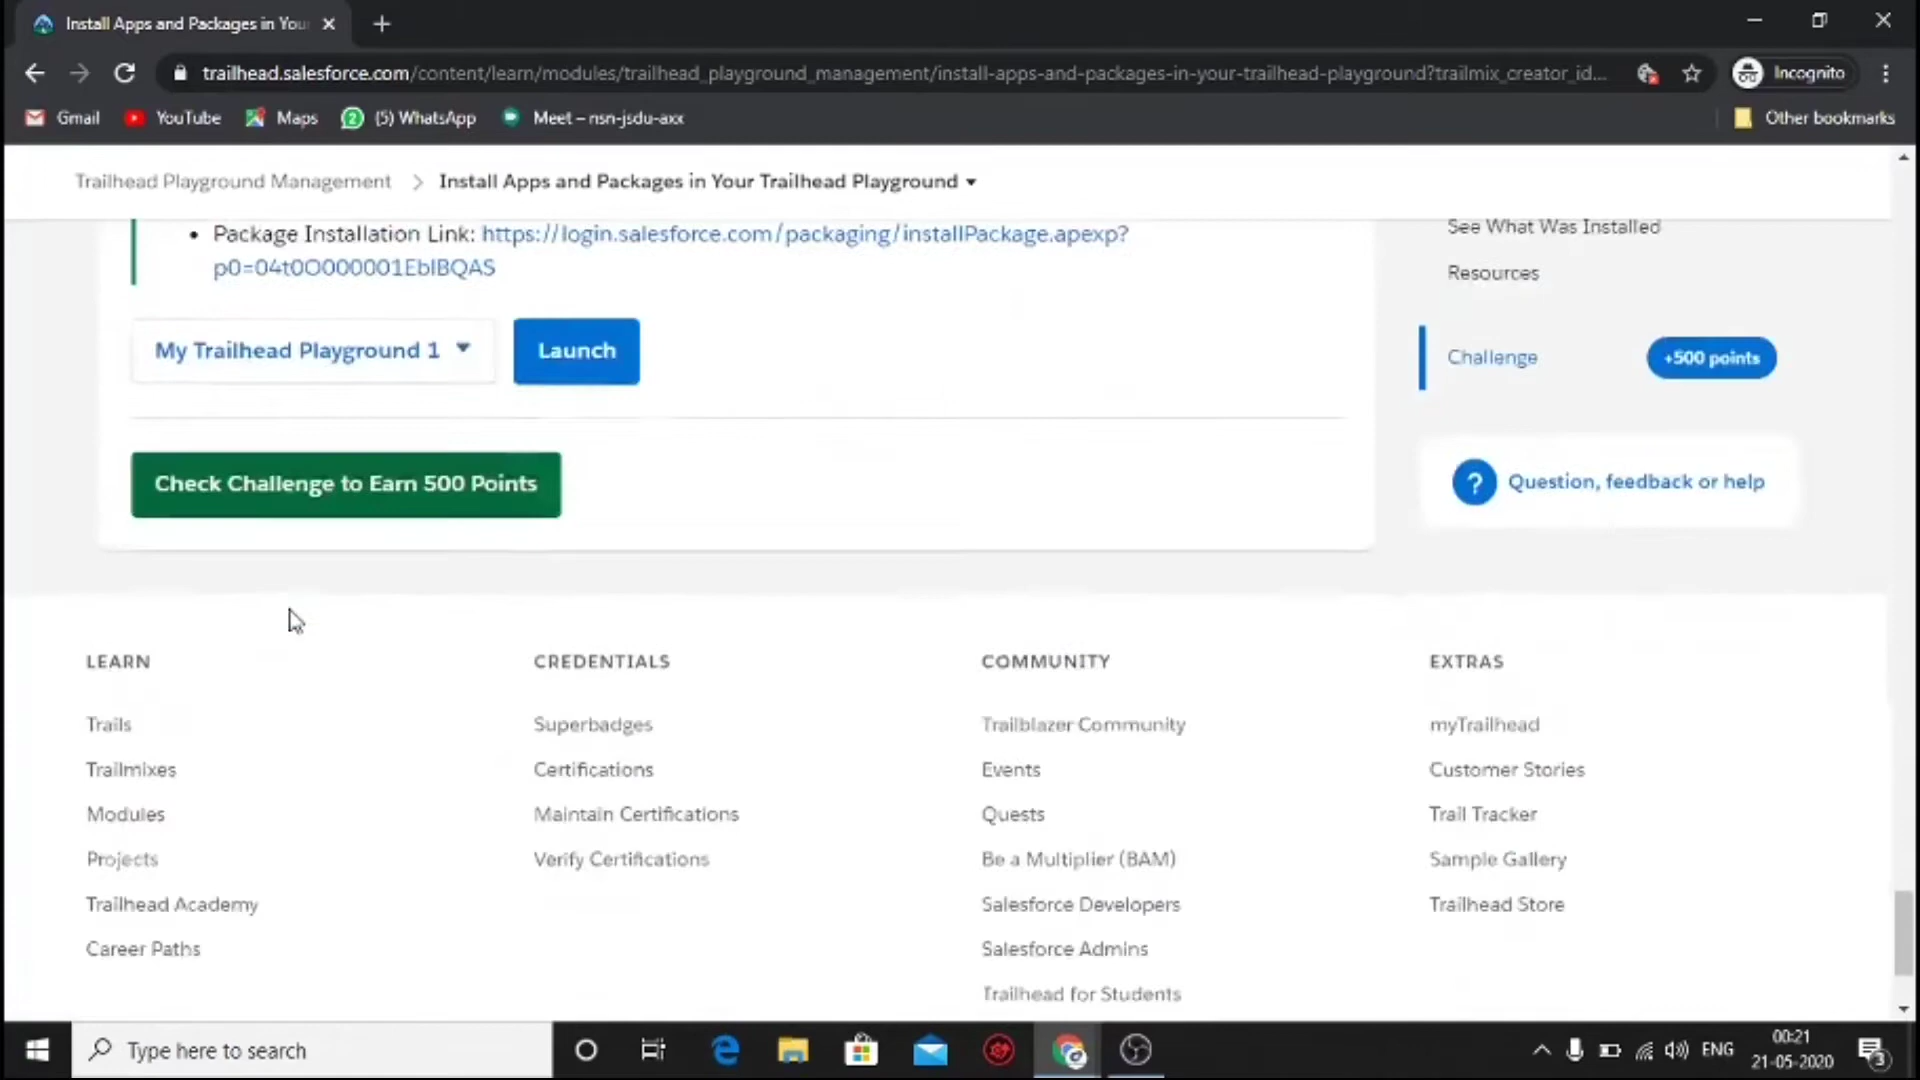 Install Apps and Packages in You
trailhead.salesforce.com/content/learn/modules/trailhead_playground_management/install-apps-and-packages-in-your-trailhead-playground?trailmix_creator_id...
Incognito
Gmail
YouTube
Maps
(5) WhatsApp
Meet – nsn-jsdu-axx
Other bookmarks
Trailhead Playground Management > Install Apps and Packages in Your Trailhead Playground
• Package Installation Link: https://login.salesforce.com/packaging/installPackage.apexp?
p0=04t0O000001EbIBQAS
My Trailhead Playground 1
Launch
Check Challenge to Earn 500 Points
See What Was Installed
Resources
Challenge
+500 points
? Question, feedback or help
LEARN
Trails
Trailmixes
Modules
Projects
Trailhead Academy
Career Paths
CREDENTIALS
Superbadges
Certifications
Maintain Certifications
Verify Certifications
COMMUNITY
Trailblazer Community
Events
Quests
Be a Multiplier (BAM)
Salesforce Developers
Salesforce Admins
Trailhead for Students
EXTRAS
myTrailhead
Customer Stories
Trail Tracker
Sample Gallery
Trailhead Store
Type here to search
ENG
00:21
21-05-2020
3